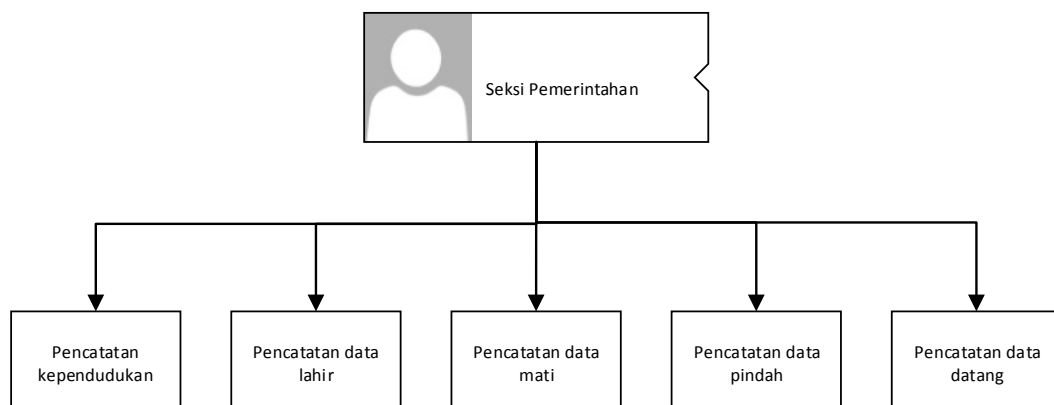 Seksi Pemerintahan
Pencatatan
kependudukan
Pencatatan data
lahir
Pencatatan data
mati
Pencatatan data
pindah
Pencatatan data
datang